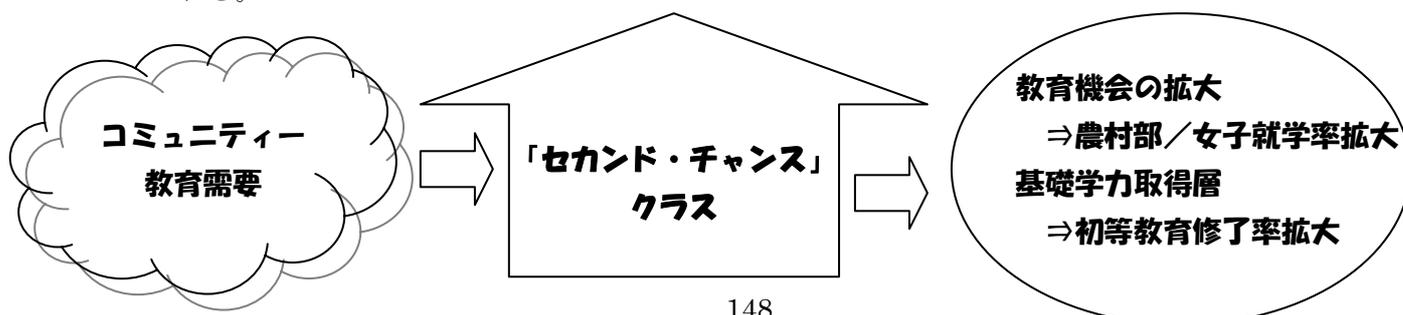 コミュニティー
教育需要
「セカンド・チャンス」
クラス
教育機会の拡大
⇒農村部／女子就学率拡大
基礎学力取得層
⇒初等教育修了率拡大
148